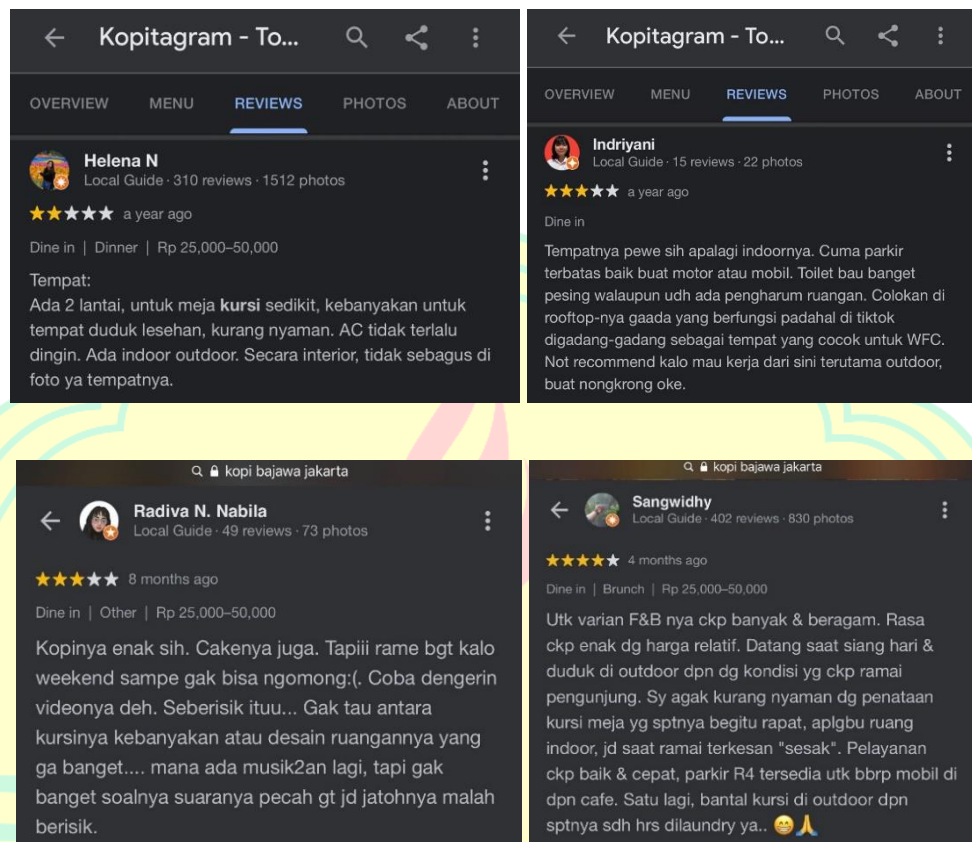 Kopitagram - To...
OVERVIEW MENU REVIEWS PHOTOS ABOUT
Helena N
Local Guide · 310 reviews · 1512 photos
a year ago
Dine in | Dinner | Rp 25,000–50,000
Tempat:
Ada 2 lantai, untuk meja kursi sedikit, kebanyakan untuk
tempat duduk lesehan, kurang nyaman. AC tidak terlalu
dingin. Ada indoor outdoor. Secara interior, tidak sebagus di
foto ya tempatnya.
Kopitagram - To...
OVERVIEW MENU REVIEWS PHOTOS ABOUT
Indriyani
Local Guide · 15 reviews · 22 photos
a year ago
Dine in
Tempatnya pewe sih apalagi indoornya. Cuma parkir
terbatas baik buat motor atau mobil. Toilet bau banget
pesing walaupun udh ada pengharum ruangan. Colokan di
rooftop-nya gaada yang berfungsi padahal di tiktok
digadang-gadang sebagai tempat yang cocok untuk WFC.
Not recommend kalo mau kerja dari sini terutama outdoor,
buat nongkrong oke.
kopi bajawa jakarta
Radiva N. Nabila
Local Guide · 49 reviews · 73 photos
8 months ago
Dine in | Other | Rp 25,000–50,000
Kopinya enak sih. Cakenya juga. Tapiii rame bgt kalo
weekend sampe gak bisa ngomong:(. Coba dengerin
videonya deh. Seberisik ituu... Gak tau antara
kursinya kebanyakan atau desain ruangannya yang
ga banget.... mana ada musik2an lagi, tapi gak
banget soalnya suaranya pecah gt jd jatohnya malah
berisik.
kopi bajawa jakarta
Sangwidhy
Local Guide · 402 reviews · 830 photos
4 months ago
Dine in | Brunch | Rp 25,000–50,000
Utk varian F&B nya ckp banyak & beragam. Rasa
ckp enak dg harga relatif. Datang saat siang hari &
duduk di outdoor dpn dg kondisi yg ckp ramai
pengunjung. Sy agak kurang nyaman dg penataan
kursi meja yg sptnya begitu rapat, aplgbu ruang
indoor, jd saat ramai terkesan "sesak". Pelayanan
ckp baik & cepat, parkir R4 tersedia utk bbrp mobil di
dpn cafe. Satu lagi, bantal kursi di outdoor dpn
sptnya sdh hrs dilaundry ya.. 😁🙏